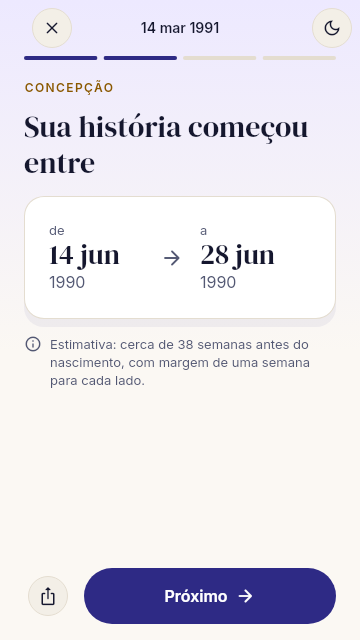 14 mar 1991
CONCEPÇÃO
Sua história começou
entre
de
14 jun
1990
a
28 jun
1990
Estimativa: cerca de 38 semanas antes do
nascimento, com margem de uma semana
para cada lado.
Próximo